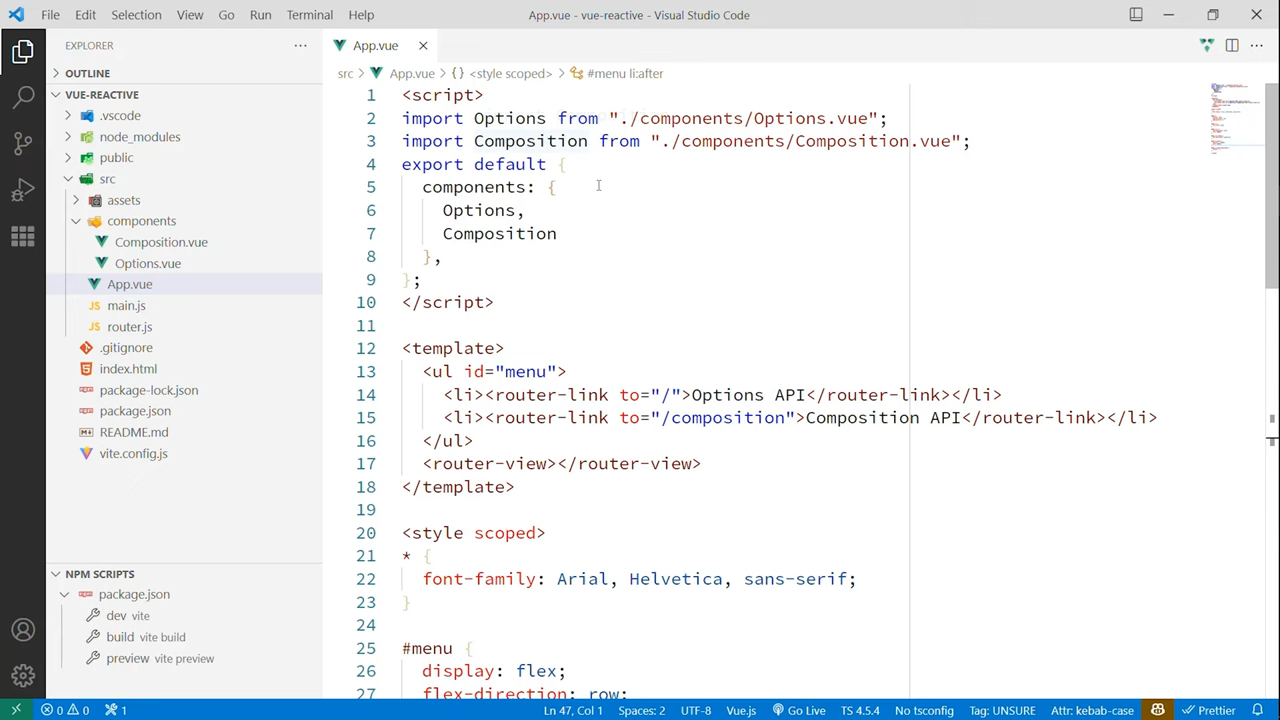 File Edit Selection View Go Run Terminal Help
App.vue - vue-reactive - Visual Studio Code
EXPLORER
OUTLINE
VUE-REACTIVE
.vscode
node_modules
public
src
assets
components
Composition.vue
Options.vue
App.vue
JS main.js
JS router.js
.gitignore
index.html
package-lock.json
package.json
README.md
vite.config.js
NPM SCRIPTS
package.json
dev vite
build vite build
preview vite preview
App.vue
src > App.vue > {} <style scoped> > #menu li:after
1 <script>
2 import Options from "./components/Options.vue";
3 import Composition from "./components/Composition.vue";
4 export default {
5 components: {
6 Options,
7 Composition
8 },
9 };
10 </script>
11
12 <template>
13 <ul id="menu">
14 <li><router-link to="/">Options API</router-link></li>
15 <li><router-link to="/composition">Composition API</router-link></li>
16 </ul>
17 <router-view></router-view>
18 </template>
19
20 <style scoped>
21 * {
22 font-family: Arial, Helvetica, sans-serif;
23 }
24
25 #menu {
26 display: flex;
27 flex-direction: row;
0 0 1 Ln 47, Col 1 Spaces: 2 UTF-8 Vue.js Go Live TS 4.5.4 No tsconfig Tag: UNSURE Attr: kebab-case Prettier